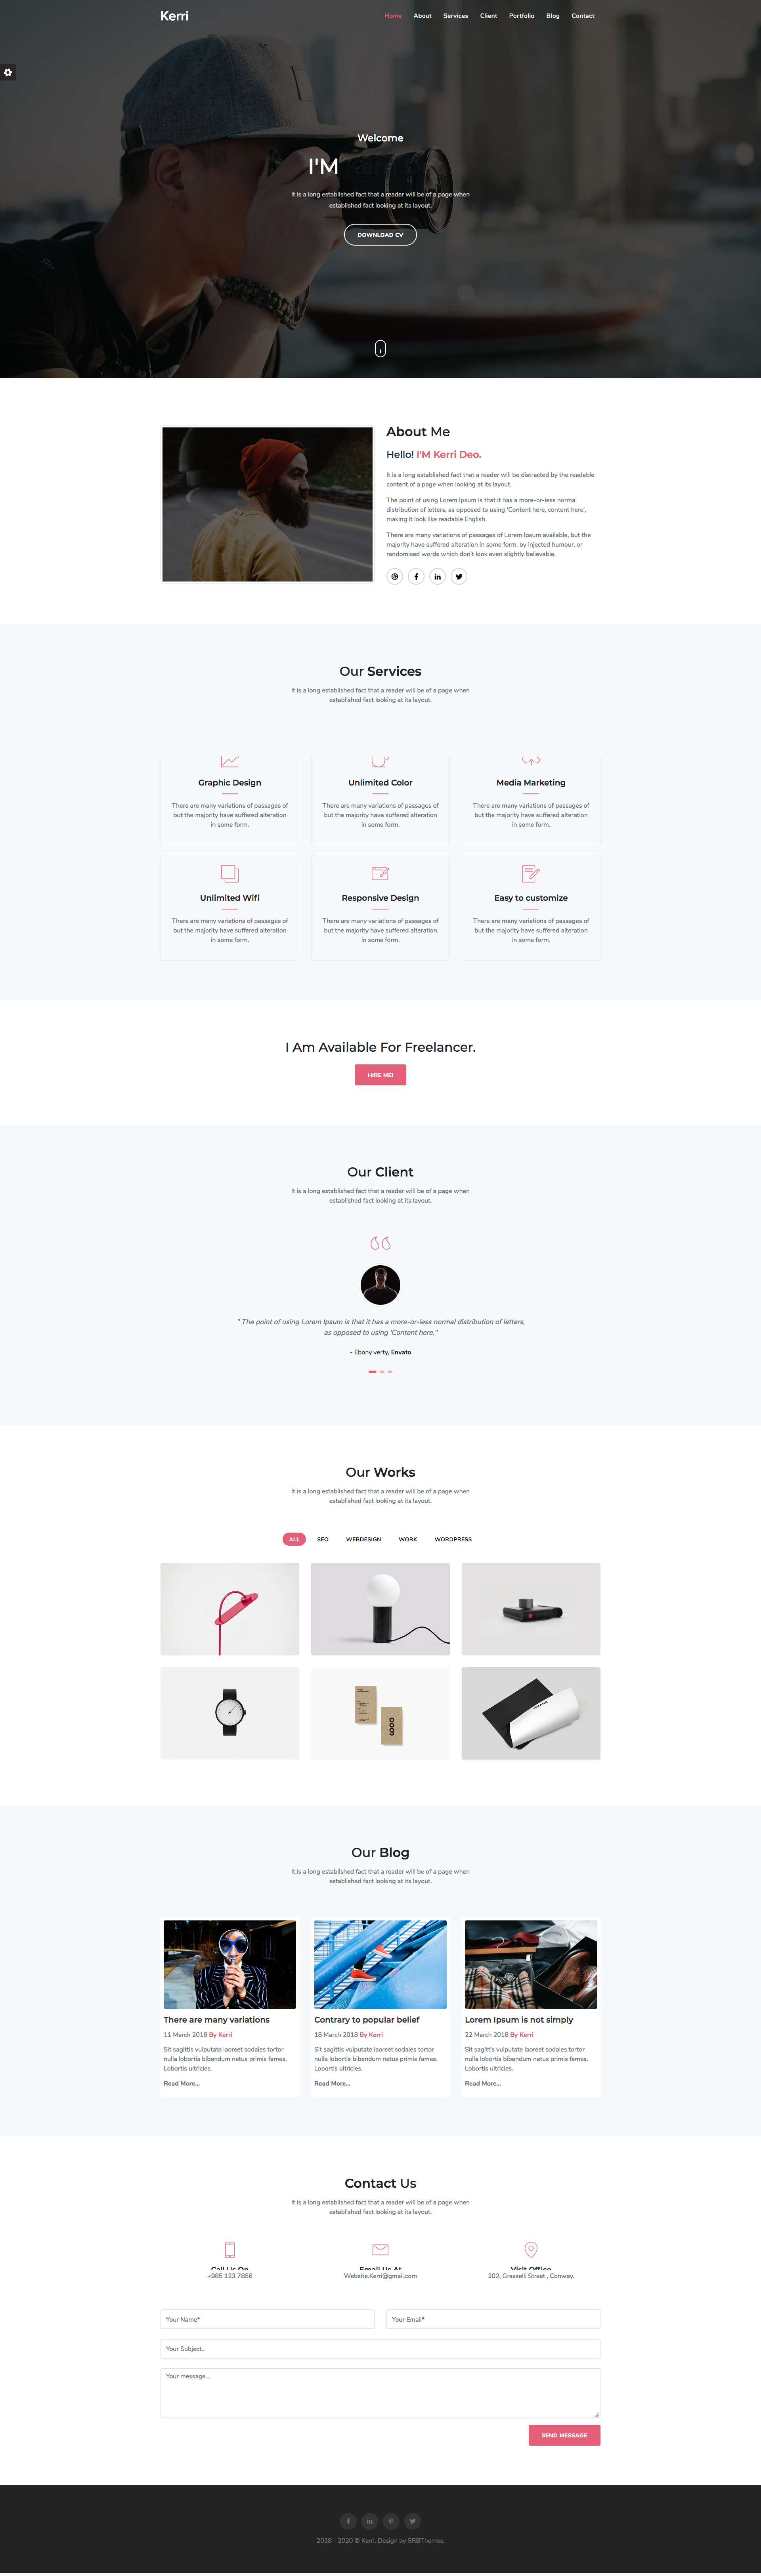 Kerri
Home About Services Client Portfolio Blog Contact
Welcome
I'M
It is a long established fact that a reader will be of a page when
established fact looking at its layout.
DOWNLOAD CV
About Me
Hello! I'M Kerri Deo.
It is a long established fact that a reader will be distracted by the readable
content of a page when looking at its layout.
The point of using Lorem Ipsum is that it has a more-or-less normal
distribution of letters, as opposed to using 'Content here, content here',
making it look like readable English.
There are many variations of passages of Lorem Ipsum available, but the
majority have suffered alteration in some form, by injected humour, or
randomised words which don't look even slightly believable.
Our Services
It is a long established fact that a reader will be of a page when
established fact looking at its layout.
Graphic Design
There are many variations of passages of
but the majority have suffered alteration
in some form.
Unlimited Color
There are many variations of passages of
but the majority have suffered alteration
in some form.
Media Marketing
There are many variations of passages of
but the majority have suffered alteration
in some form.
Unlimited Wifi
There are many variations of passages of
but the majority have suffered alteration
in some form.
Responsive Design
There are many variations of passages of
but the majority have suffered alteration
in some form.
Easy to customize
There are many variations of passages of
but the majority have suffered alteration
in some form.
I Am Available For Freelancer.
HIRE ME!
Our Client
It is a long established fact that a reader will be of a page when
established fact looking at its layout.
" The point of using Lorem Ipsum is that it has a more-or-less normal distribution of letters,
as opposed to using 'Content here."
- Ebony verty, Envato
Our Works
It is a long established fact that a reader will be of a page when
established fact looking at its layout.
ALL SEO WEBDESIGN WORK WORDPRESS
Our Blog
It is a long established fact that a reader will be of a page when
established fact looking at its layout.
There are many variations
11 March 2018 By Kerri
Sit sagittis vulputate laoreet sodales tortor
nulla lobortis bibendum netus primis fames.
Lobortis ultricies.
Read More...
Contrary to popular belief
18 March 2018 By Kerri
Sit sagittis vulputate laoreet sodales tortor
nulla lobortis bibendum netus primis fames.
Lobortis ultricies.
Read More...
Lorem Ipsum is not simply
22 March 2018 By Kerri
Sit sagittis vulputate laoreet sodales tortor
nulla lobortis bibendum netus primis fames.
Lobortis ultricies.
Read More...
Contact Us
It is a long established fact that a reader will be of a page when
established fact looking at its layout.
Call Us On
+985 123 7856
Email Us At
Website.Kerri@gmail.com
Visit Office
202, Grasselli Street , Conway.
Your Name*
Your Email*
Your Subject..
Your message...
SEND MESSAGE
2018 - 2020 © Kerri. Design by SRBThemes.